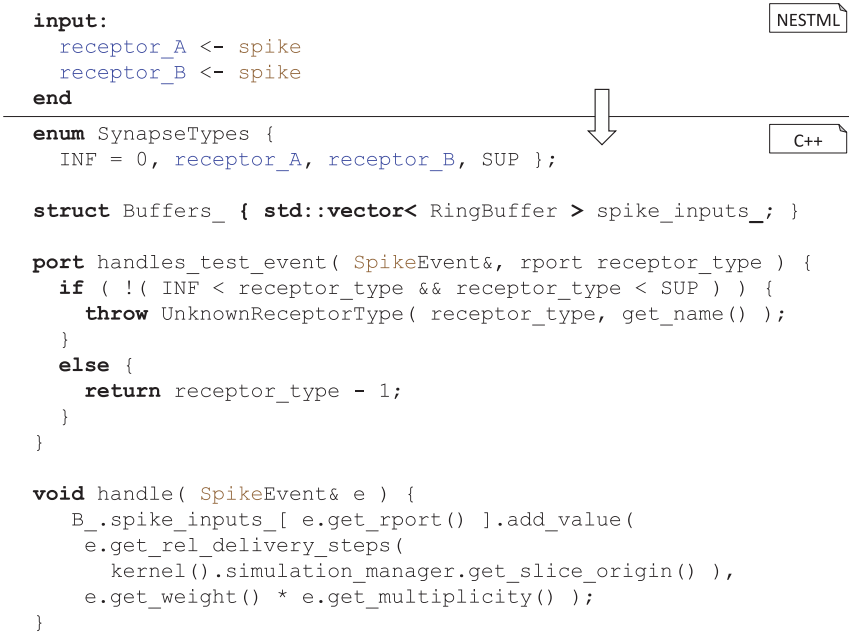 input:
NESTML
  receptor_A <- spike
  receptor_B <- spike
end
enum SynapseTypes {
C++
  INF = 0, receptor_A, receptor_B, SUP };
struct Buffers_ { std::vector< RingBuffer > spike_inputs_; }
port handles_test_event( SpikeEvent&, rport receptor_type ) {
  if ( !( INF < receptor_type && receptor_type < SUP ) ) {
    throw UnknownReceptorType( receptor_type, get_name() );
  }
  else {
    return receptor_type - 1;
  }
}
void handle( SpikeEvent& e ) {
   B_.spike_inputs_[ e.get_rport() ].add_value(
    e.get_rel_delivery_steps(
      kernel().simulation_manager.get_slice_origin() ),
    e.get_weight() * e.get_multiplicity() );
}